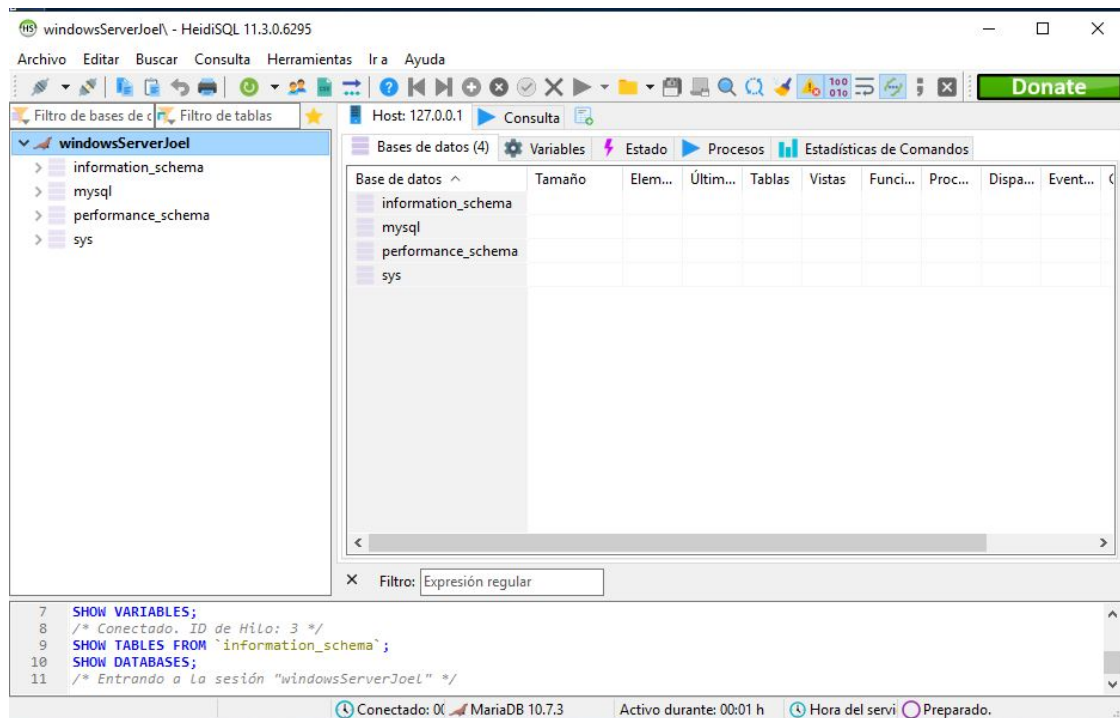 windowsServerJoel\ - HeidiSQL 11.3.0.6295
Archivo Editar Buscar Consulta Herramientas Ir a Ayuda
Donate
Filtro de bases de d Filtro de tablas
Host: 127.0.0.1 Consulta
windowsServerJoel
information_schema
mysql
performance_schema
sys
Bases de datos (4) Variables Estado Procesos Estadísticas de Comandos
Base de datos Tamaño Elem... Últim... Tablas Vistas Funci... Proc... Dispa... Event...
information_schema
mysql
performance_schema
sys
Filtro: Expresión regular
7 SHOW VARIABLES;
8 /* Conectado. ID de Hilo: 3 */
9 SHOW TABLES FROM `information_schema`;
10 SHOW DATABASES;
11 /* Entrando a la sesión "windowsServerJoel" */
Conectado: 00 MariaDB 10.7.3 Activo durante: 00:01 h Hora del servi Preparado.